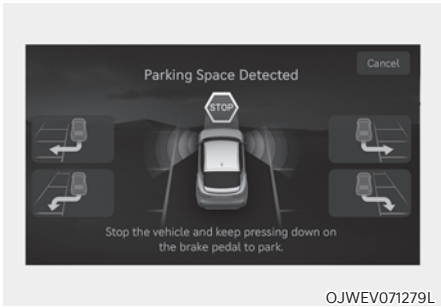 Cancel
Parking Space Detected
STOP
Stop the vehicle and keep pressing down on
the brake pedal to park.
OJWEV071279L